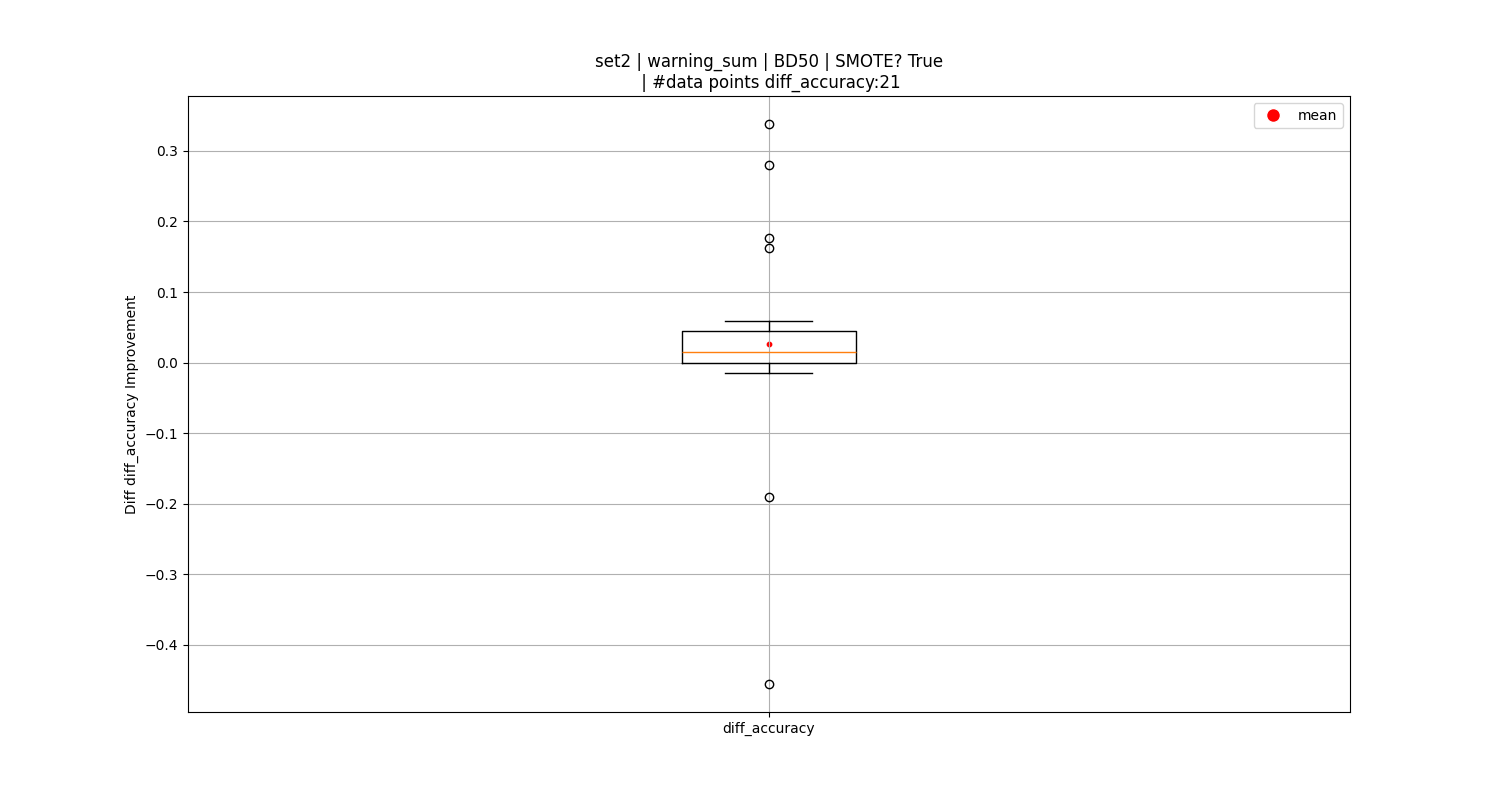 set2 | warning_sum | BD50 | SMOTE? True
| #data points diff_accuracy:21
mean
0.3
0.2
0.1
0.0
−0.1
−0.2
−0.3
−0.4
Diff diff_accuracy Improvement
diff_accuracy